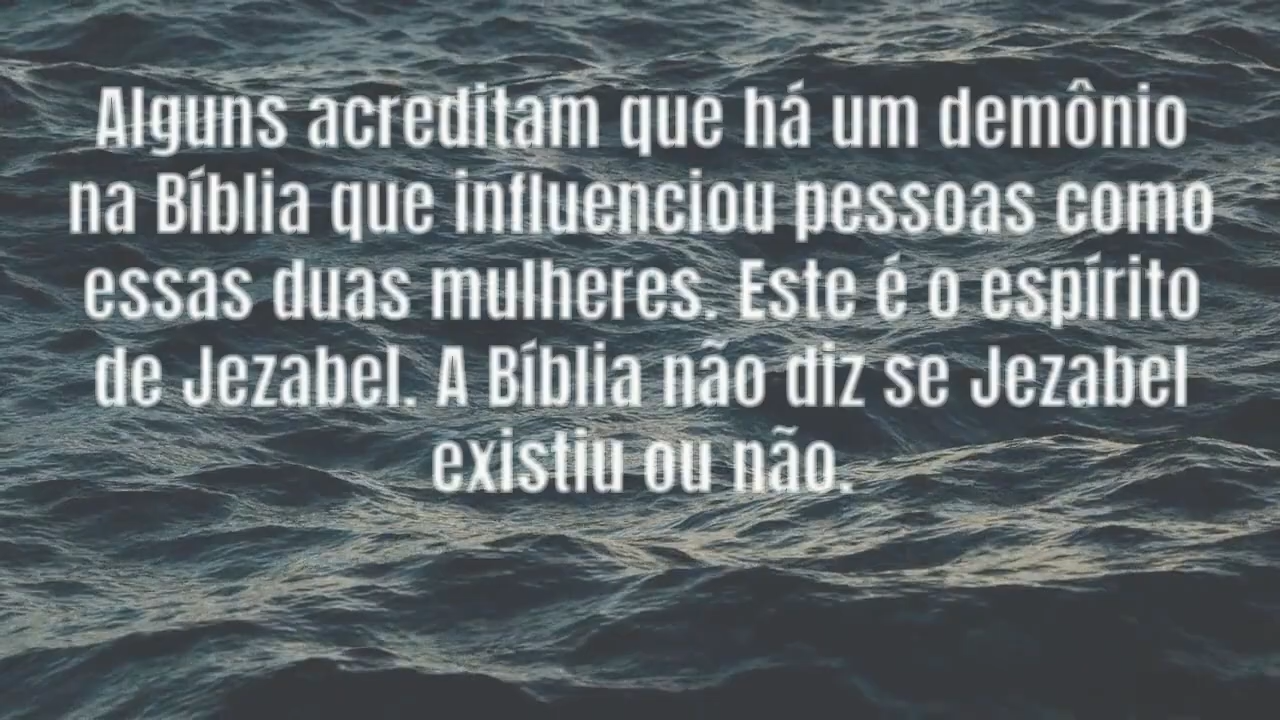 Alguns acreditam que há um demônio
na Bíblia que influenciou pessoas como
essas duas mulheres. Este é o espírito
de Jezabel. A Bíblia não diz se Jezabel
existiu ou não.